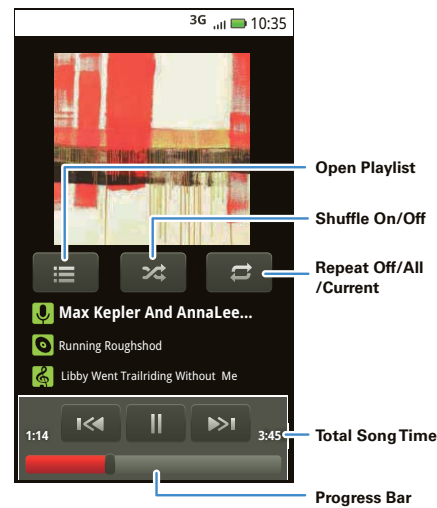 3G 10:35
Open Playlist
Shuffle On/Off
Repeat Off/All
/Current
Max Kepler And AnnaLee...
Running Roughshod
Libby Went Trailriding Without Me
1:14
3:45
Total Song Time
Progress Bar